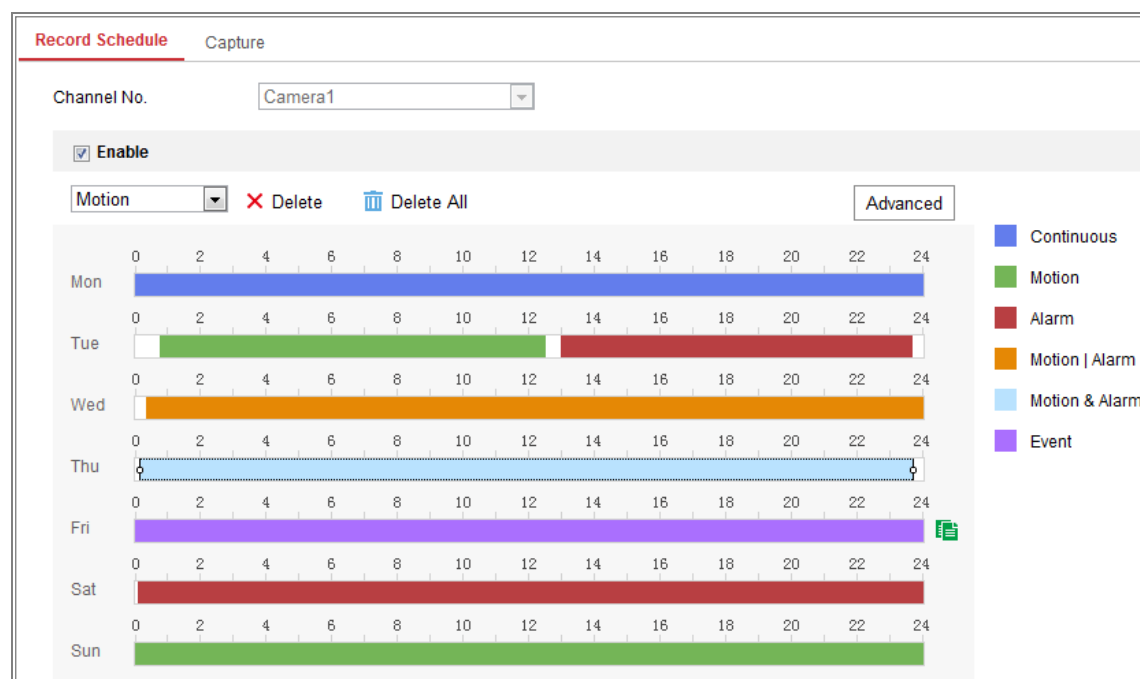 Record Schedule Capture
Channel No. Camera1
Enable
Motion Delete Delete All Advanced
0 2 4 6 8 10 12 14 16 18 20 22 24
Mon
0 2 4 6 8 10 12 14 16 18 20 22 24
Tue
0 2 4 6 8 10 12 14 16 18 20 22 24
Wed
0 2 4 6 8 10 12 14 16 18 20 22 24
Thu
0 2 4 6 8 10 12 14 16 18 20 22 24
Fri
0 2 4 6 8 10 12 14 16 18 20 22 24
Sat
0 2 4 6 8 10 12 14 16 18 20 22 24
Sun
Continuous
Motion
Alarm
Motion | Alarm
Motion & Alarm
Event